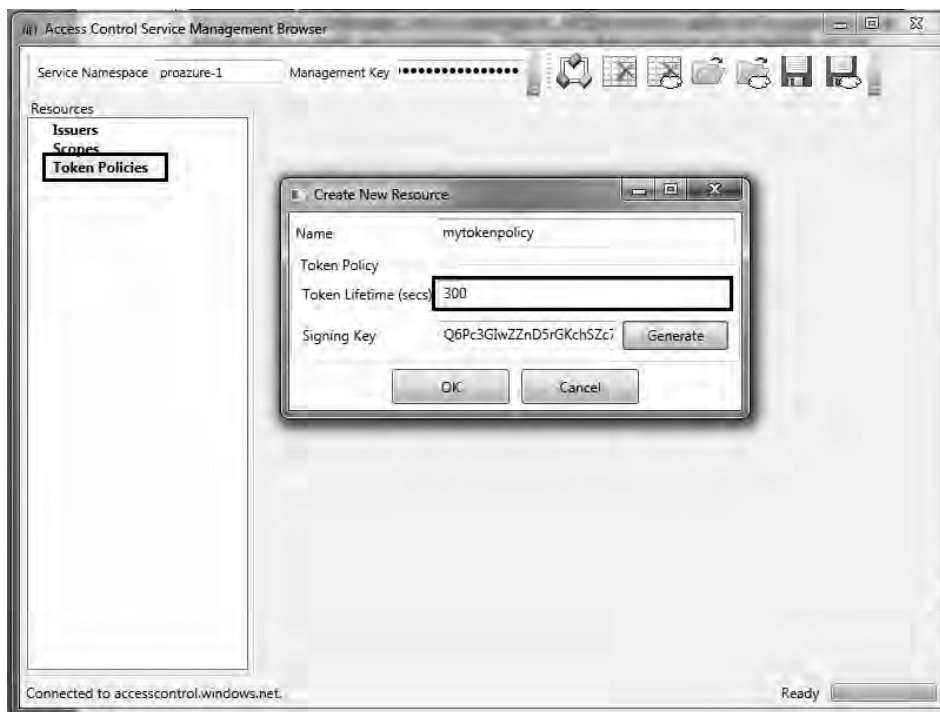 Access Control Service Management Browser
Service Namespace proazure-1 Management Key ••••••••••••••••
Resources
Issuers
Scopes
Token Policies
Create New Resource
Name mytokenpolicy
Token Policy
Token Lifetime (secs) 300
Signing Key Q6Pc3GIwZZnD5rGKchSZc7 Generate
OK Cancel
Connected to accesscontrol.windows.net. Ready